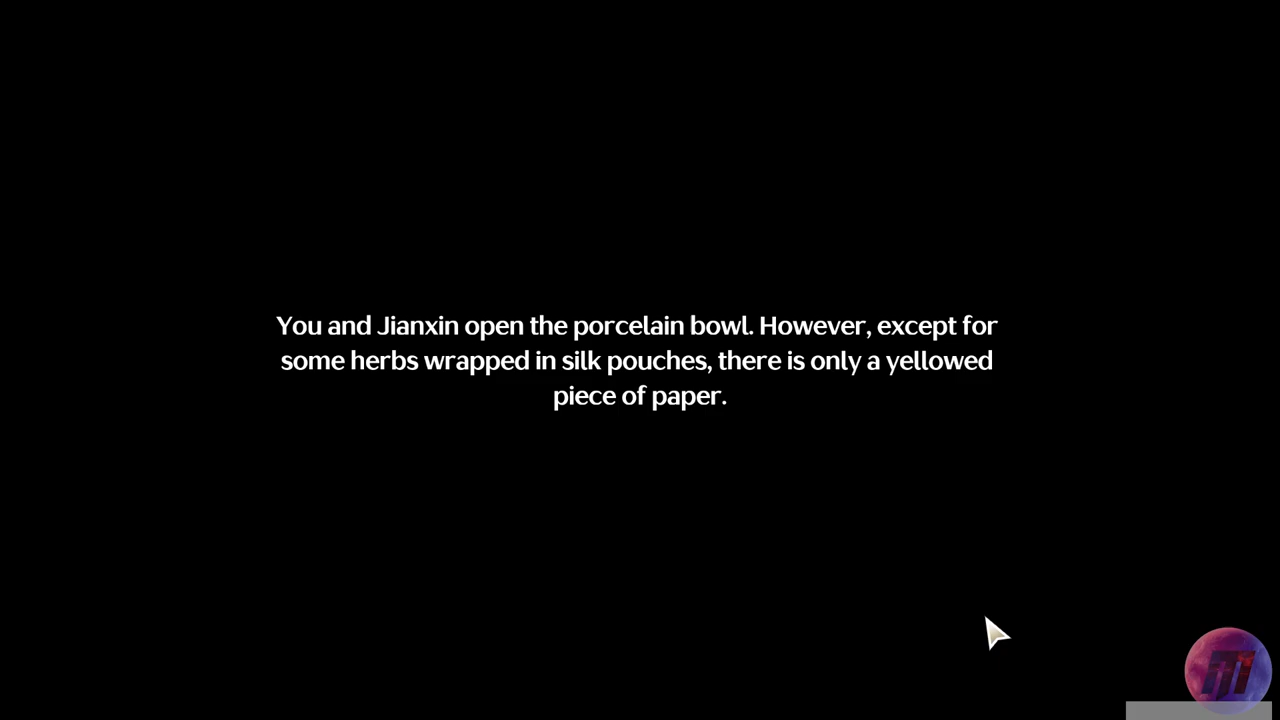 You and Jianxin open the porcelain bowl. However, except for
some herbs wrapped in silk pouches, there is only a yellowed
piece of paper.